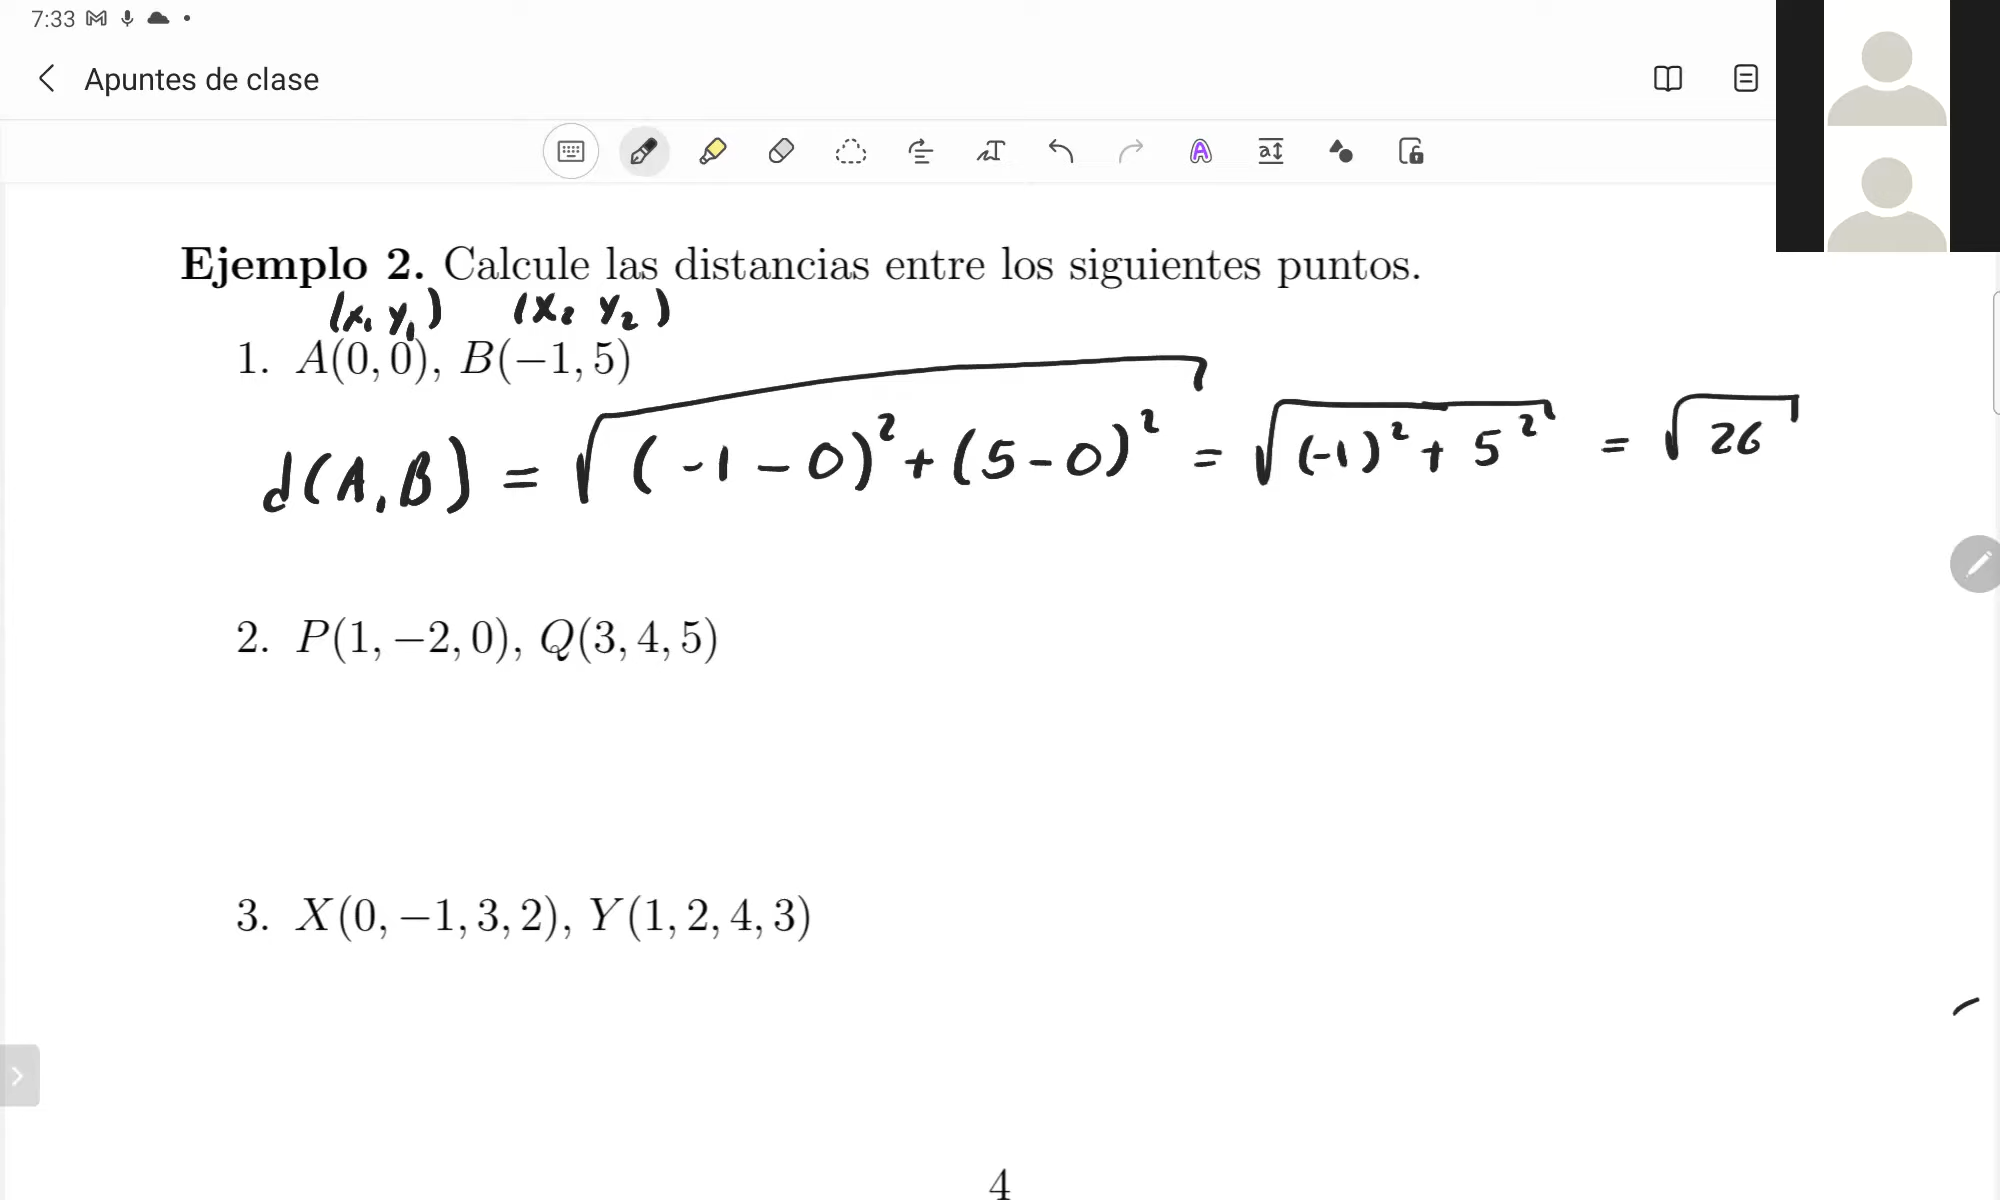 7:33
Apuntes de clase
Ejemplo 2. Calcule las distancias entre los siguientes puntos.
(x₁ y₁) (x₂ y₂)
1. A(0, 0), B(−1, 5)
d(A,B) = √((-1-0)²+(5-0)²) = √((-1)²+5²) = √26
2. P(1, −2, 0), Q(3, 4, 5)
3. X(0, −1, 3, 2), Y(1, 2, 4, 3)
4